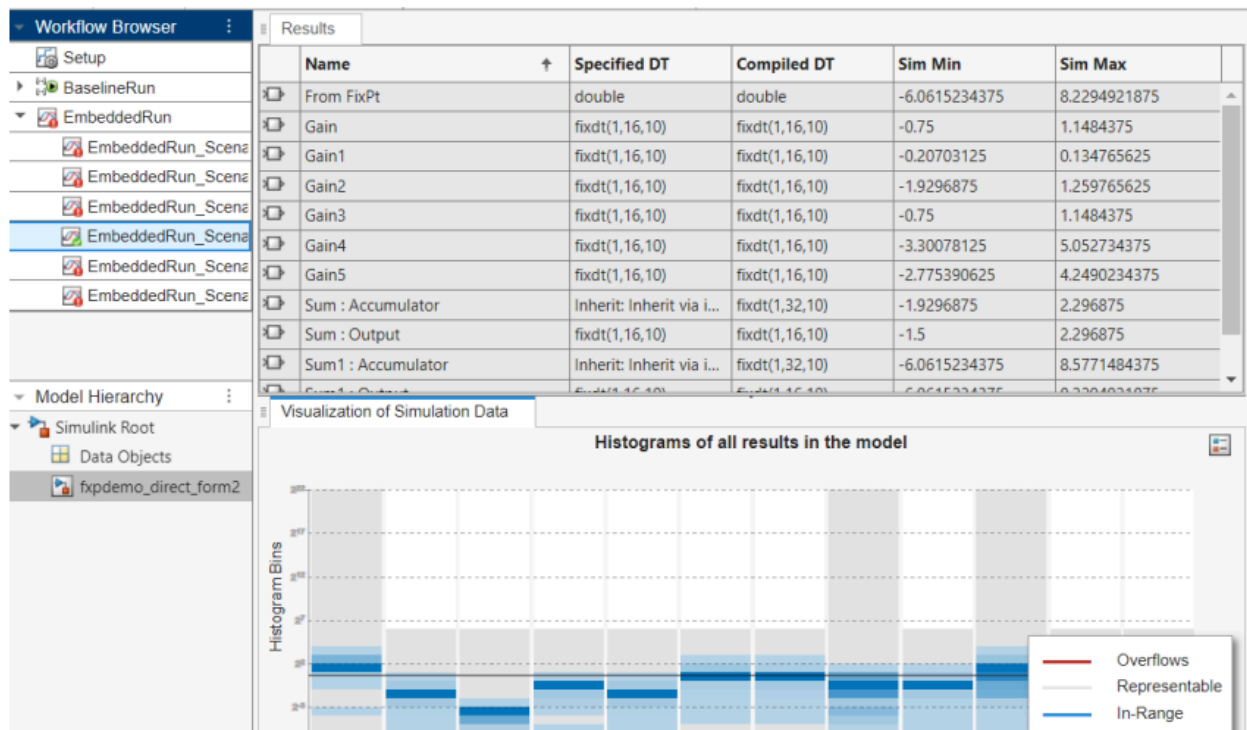 Workflow Browser
Setup
BaselineRun
EmbeddedRun
EmbeddedRun_Scena
EmbeddedRun_Scena
EmbeddedRun_Scena
EmbeddedRun_Scena
EmbeddedRun_Scena
EmbeddedRun_Scena
Model Hierarchy
Simulink Root
Data Objects
fxpdemo_direct_form2
Results
Name Specified DT Compiled DT Sim Min Sim Max
From FixPt double double -6.0615234375 8.2294921875
Gain fixdt(1,16,10) fixdt(1,16,10) -0.75 1.1484375
Gain1 fixdt(1,16,10) fixdt(1,16,10) -0.20703125 0.134765625
Gain2 fixdt(1,16,10) fixdt(1,16,10) -1.9296875 1.259765625
Gain3 fixdt(1,16,10) fixdt(1,16,10) -0.75 1.1484375
Gain4 fixdt(1,16,10) fixdt(1,16,10) -3.30078125 5.052734375
Gain5 fixdt(1,16,10) fixdt(1,16,10) -2.775390625 4.2490234375
Sum : Accumulator Inherit: Inherit via i... fixdt(1,32,10) -1.9296875 2.296875
Sum : Output fixdt(1,16,10) fixdt(1,16,10) -1.5 2.296875
Sum1 : Accumulator Inherit: Inherit via i... fixdt(1,32,10) -6.0615234375 8.5771484375
Visualization of Simulation Data
Histograms of all results in the model
Histogram Bins
Overflows
Representable
In-Range